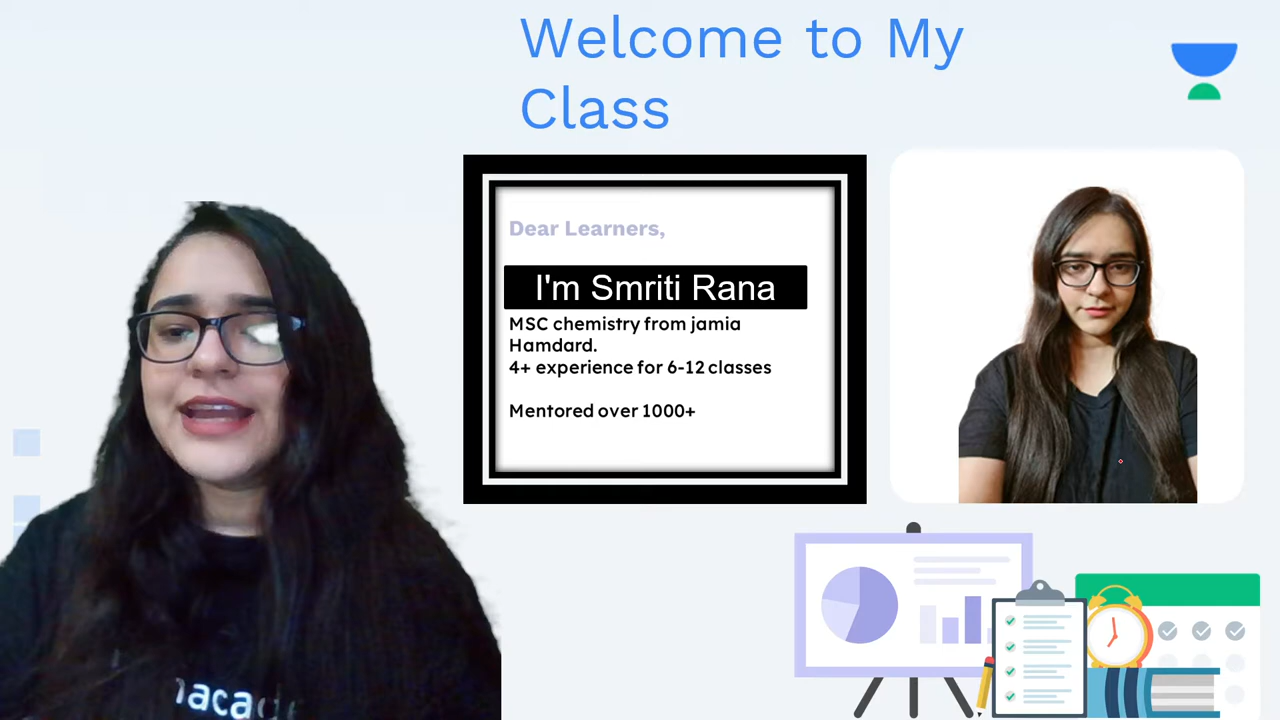 Welcome to My
Class
Dear Learners,
I'm Smriti Rana
MSC chemistry from jamia
Hamdard.
4+ experience for 6-12 classes
Mentored over 1000+